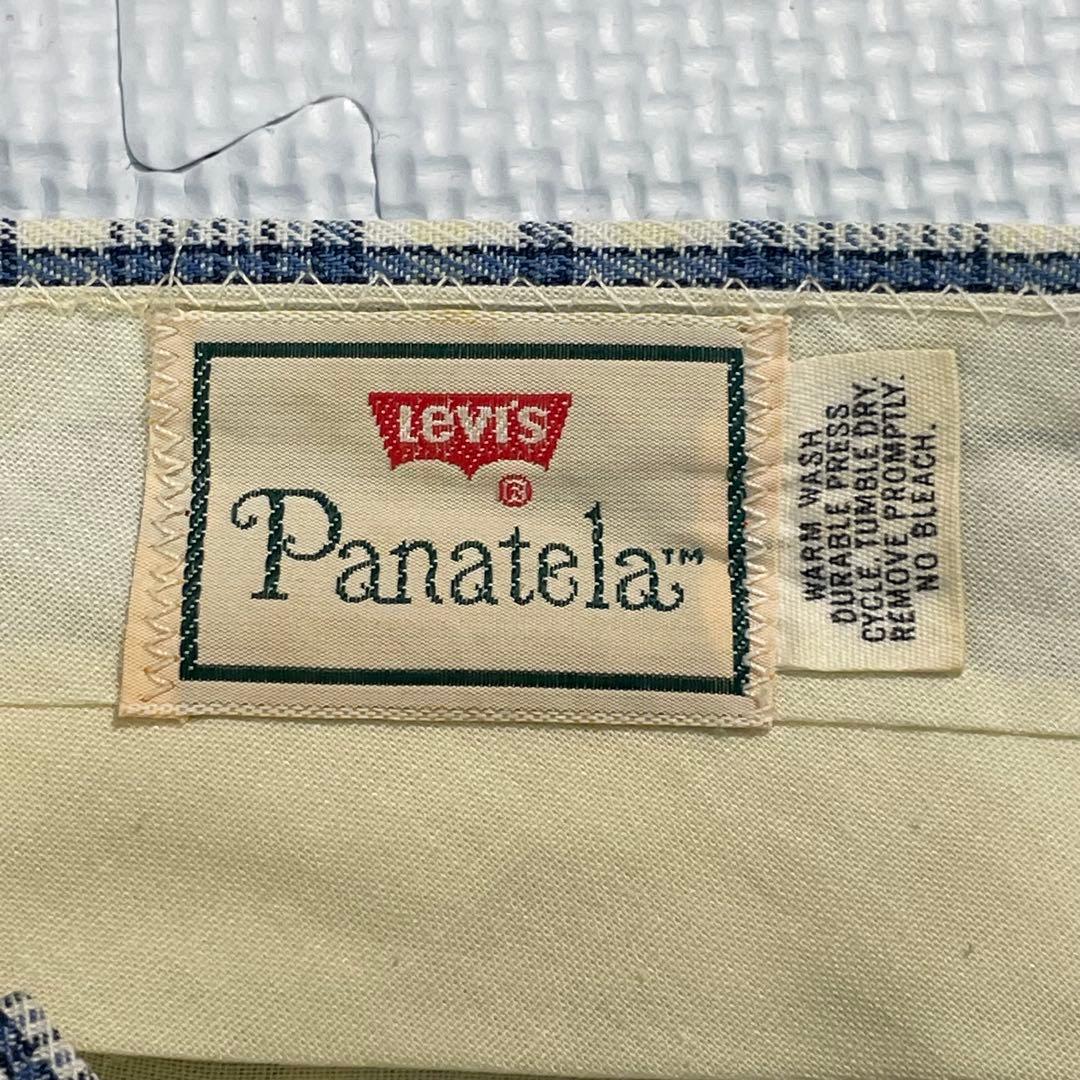 LEVI'S
®
Panatela™
WARM WASH
DURABLE PRESS
CYCLE. TUMBLE DRY.
REMOVE PROMPTLY.
NO BLEACH.